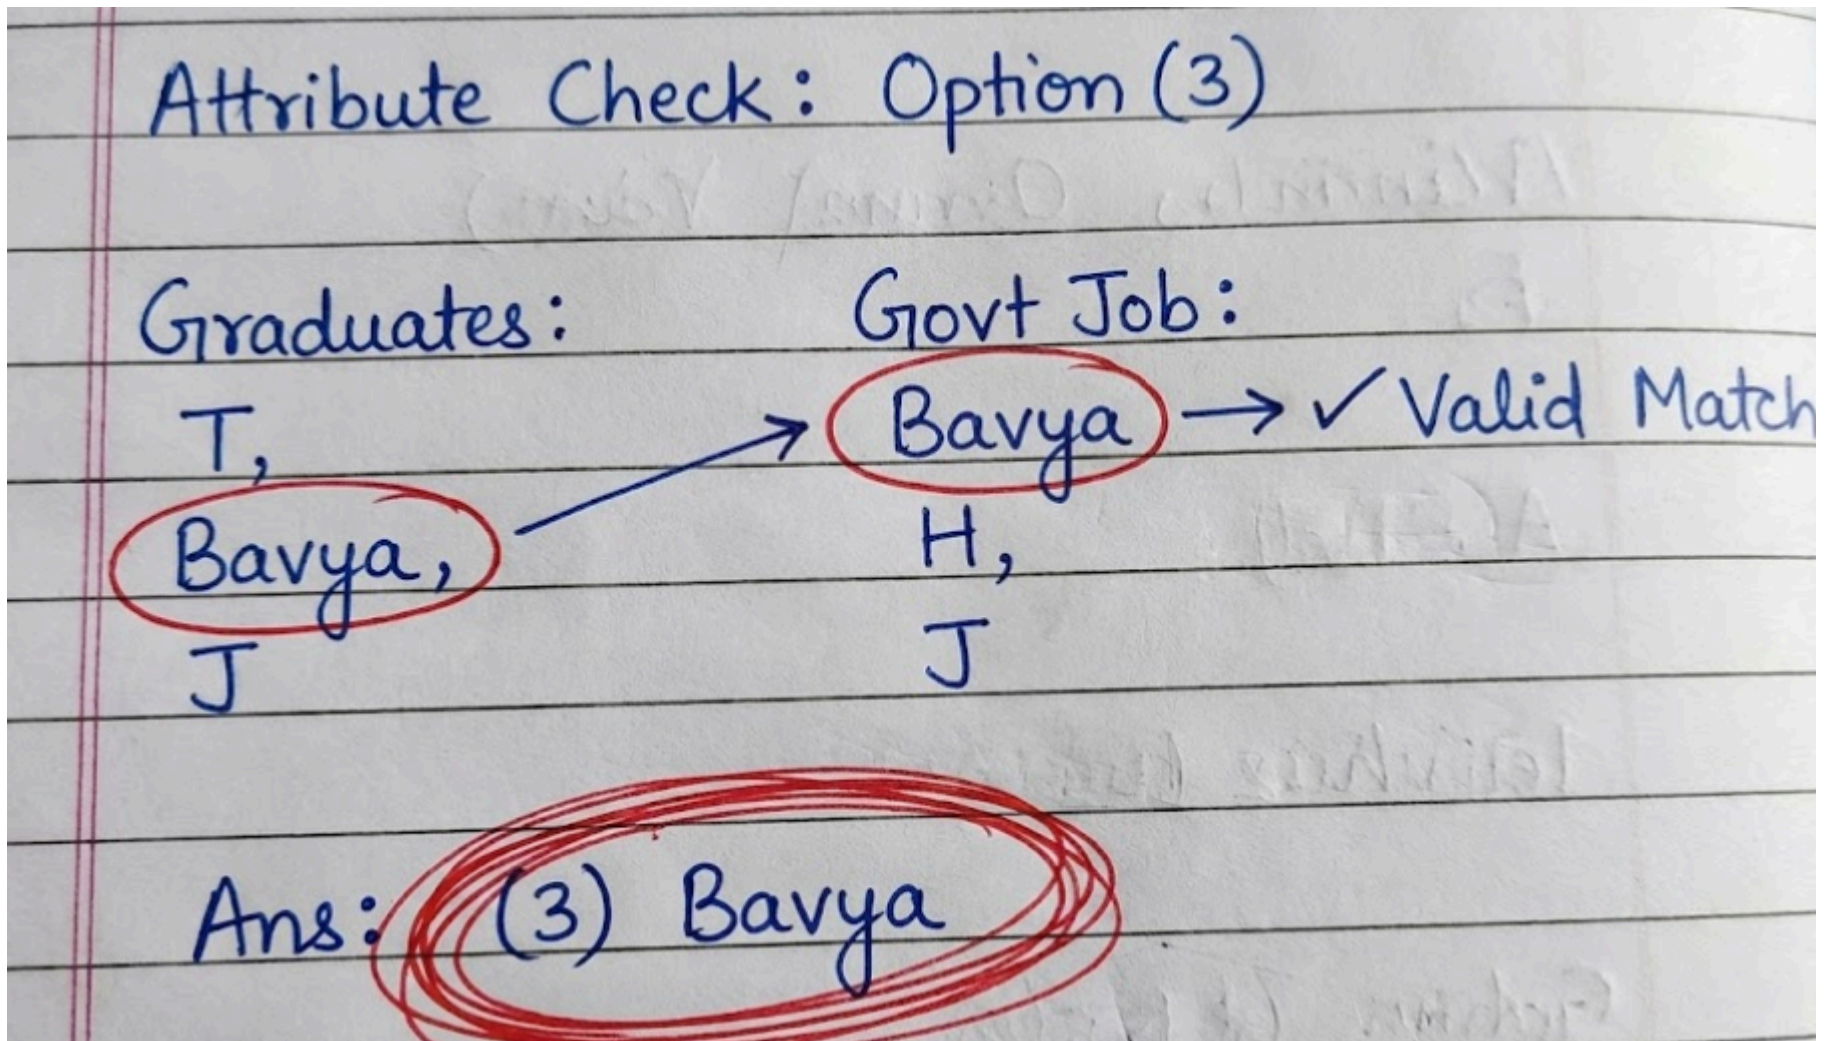 Attribute Check: Option (3)
Graduates: Govt Job:
T, Bavya → ✓ Valid Match
Bavya, H,
J J
Ans: (3) Bavya